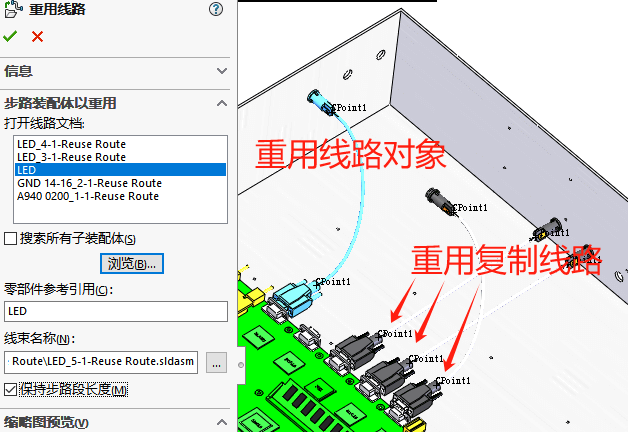 重用线路
信息
步路装配体以重用
打开线路文档:
LED_4-1-Reuse Route
LED_3-1-Reuse Route
LED
GND 14-16_2-1-Reuse Route
A940 0200_1-1-Reuse Route
搜索所有子装配体(S)
浏览(B)...
零部件参考引用(C):
LED
线束名称(N):
Route\LED_5-1-Reuse Route.sldasm
...
保持步路段长度(M)
缩略图预览(V)
CPoint1
重用线路对象
CPoint1
CPoint1
CPoint1
重用复制线路
CPoint1
CPoint1
CPoint1
CPoint1